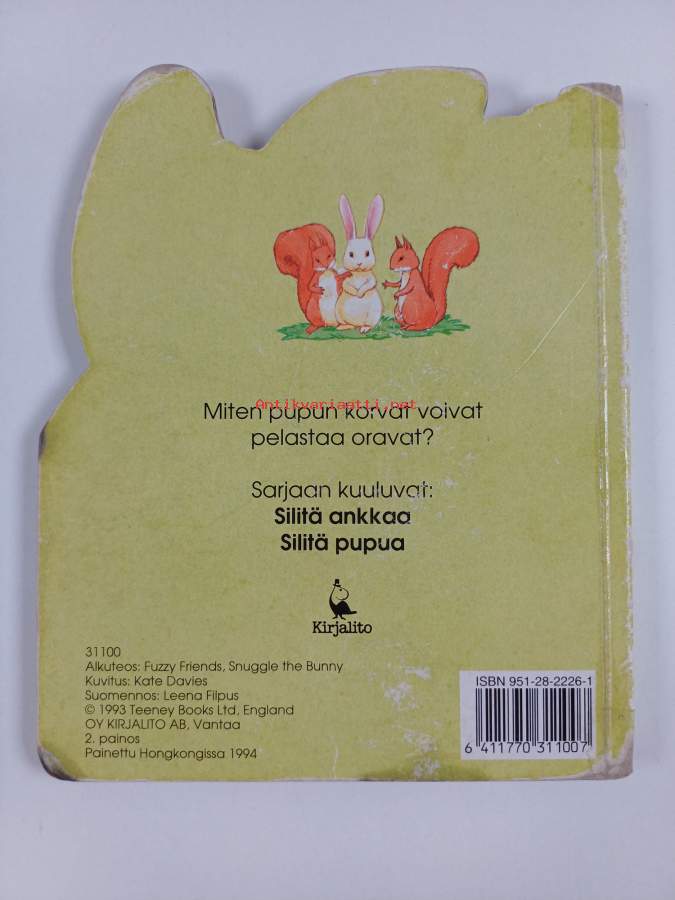 Antikvariaatti.net
Miten pupun korvat voivat
pelastaa oravat?
Sarjaan kuuluvat:
Silitä ankkaa
Silitä pupua
Kirjalito
31100
Alkuteos: Fuzzy Friends, Snuggle the Bunny
Kuvitus: Kate Davies
Suomennos: Leena Filpus
© 1993 Teeney Books Ltd, England
OY KIRJALITO AB, Vantaa
2. painos
Painettu Hongkongissa 1994
ISBN 951-28-2226-1
6 411770 311007